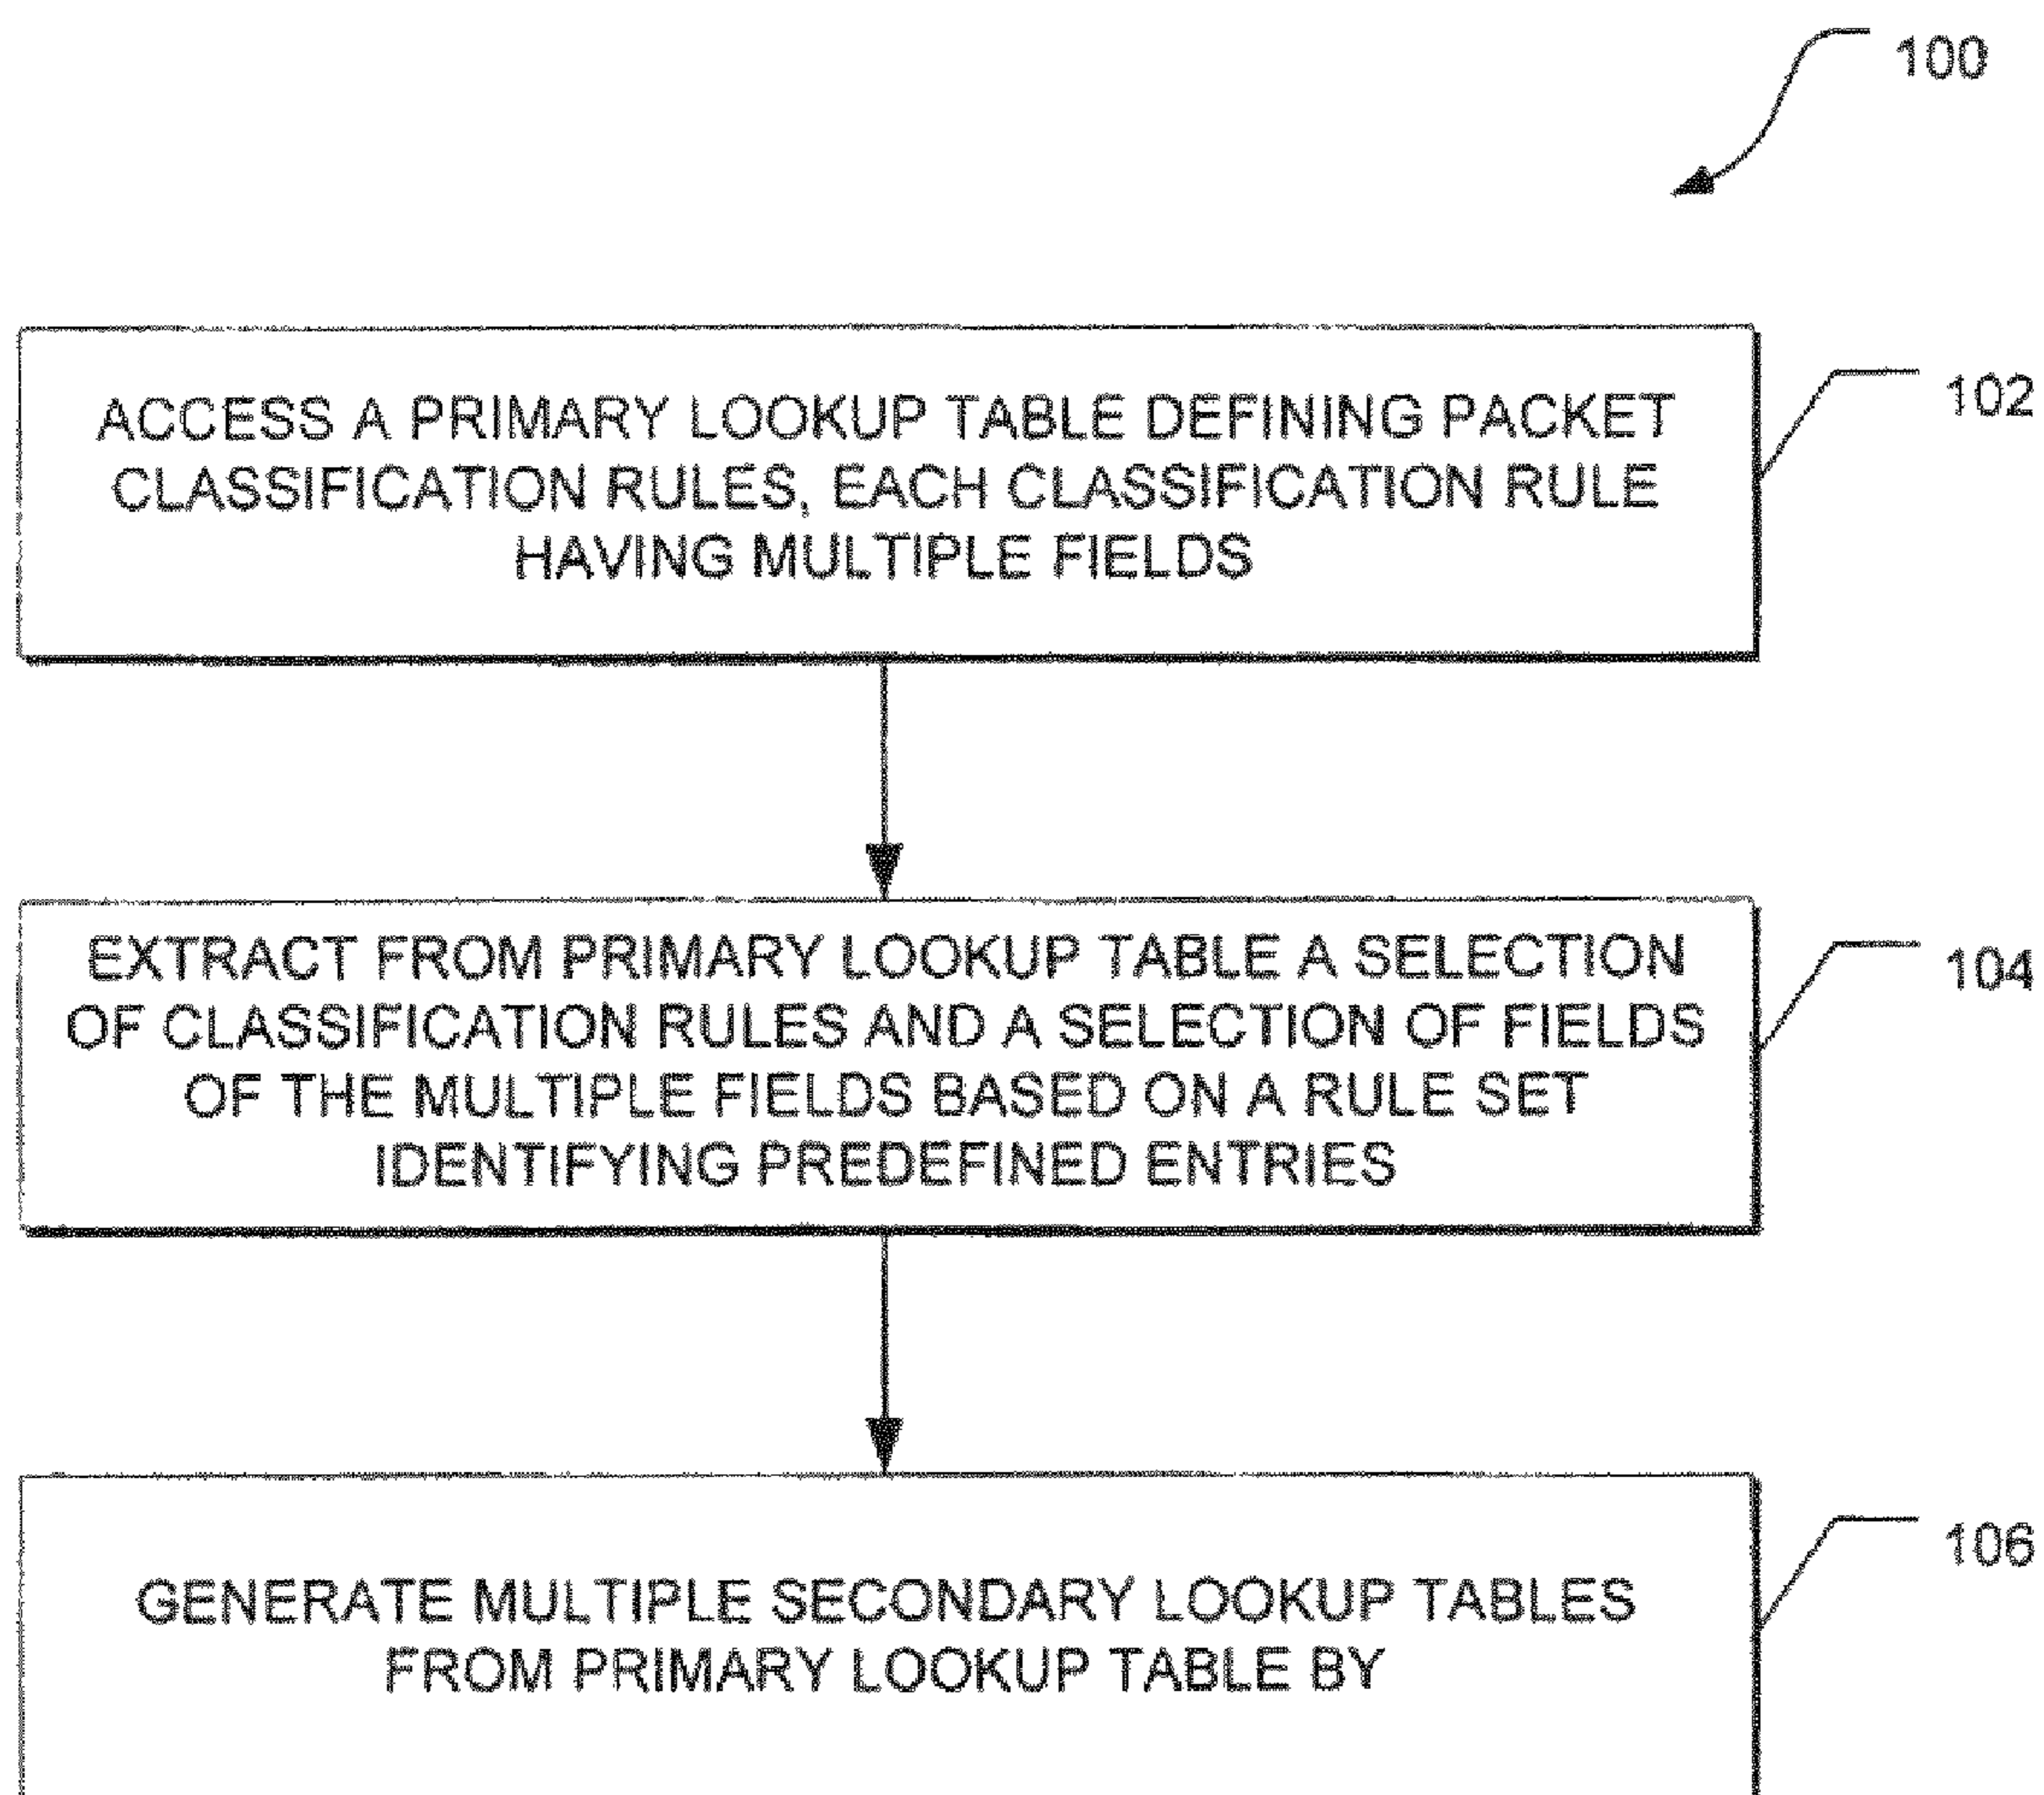 100
ACCESS A PRIMARY LOOKUP TABLE DEFINING PACKET
CLASSIFICATION RULES, EACH CLASSIFICATION RULE
HAVING MULTIPLE FIELDS
102
EXTRACT FROM PRIMARY LOOKUP TABLE A SELECTION
OF CLASSIFICATION RULES AND A SELECTION OF FIELDS
OF THE MULTIPLE FIELDS BASED ON A RULE SET
IDENTIFYING PREDEFINED ENTRIES
104
GENERATE MULTIPLE SECONDARY LOOKUP TABLES
FROM PRIMARY LOOKUP TABLE BY
106